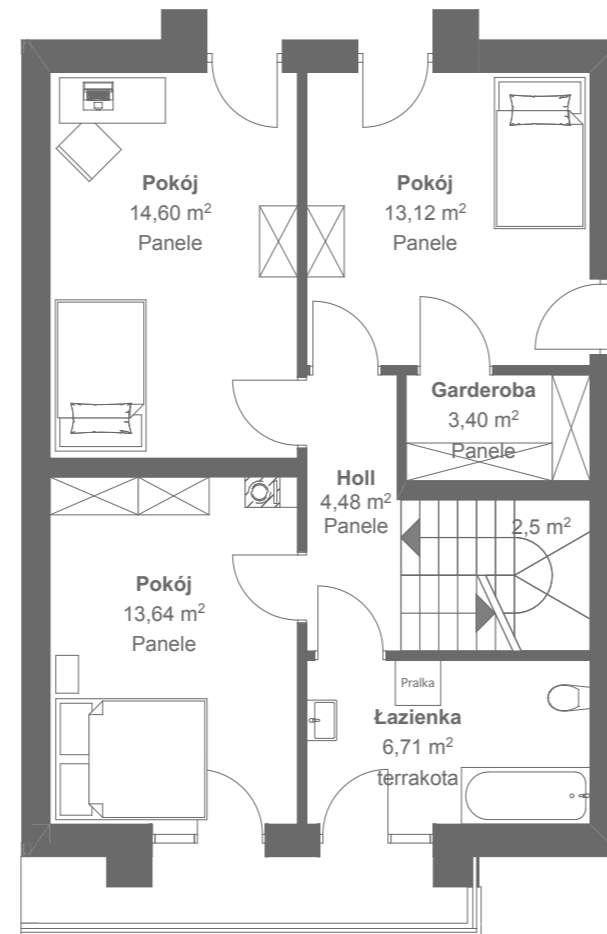 Pokój
14,60 m²
Panele
Pokój
13,12 m²
Panele
Garderoba
3,40 m²
Panele
Holl
4,48 m²
Panele
2,5 m²
Pokój
13,64 m²
Panele
Pralka
Łazienka
6,71 m²
terrakota